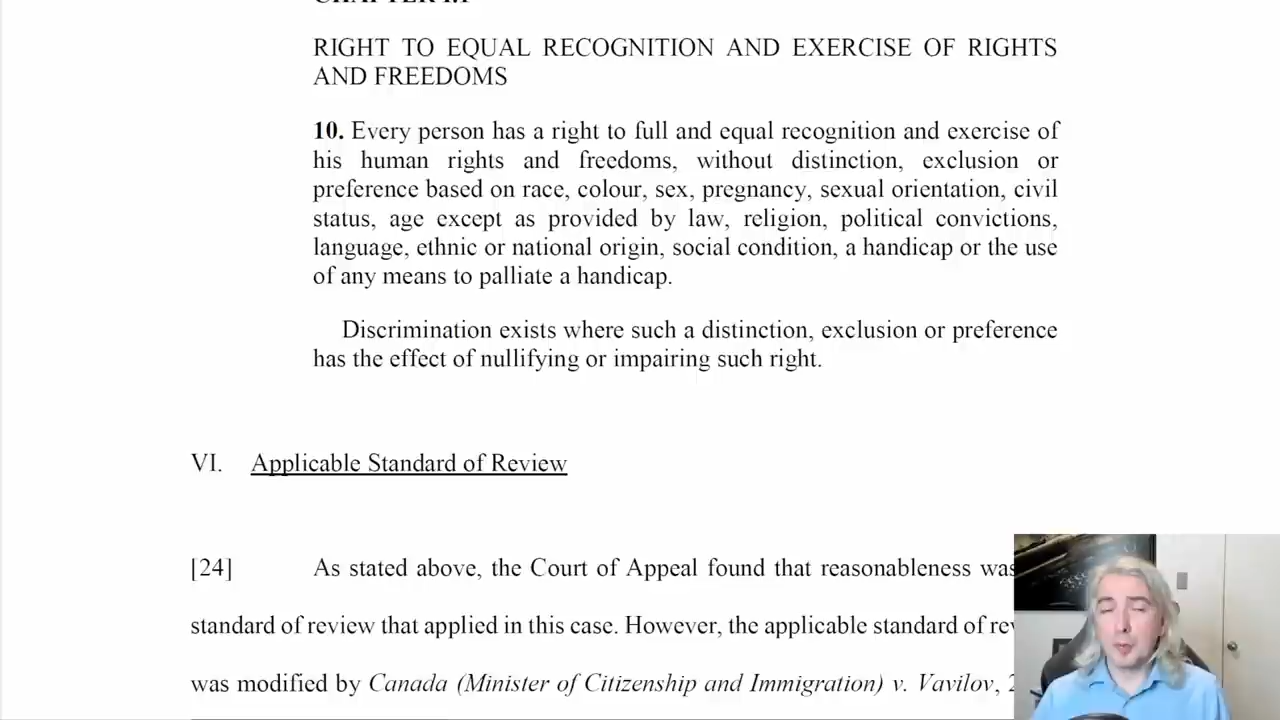 RIGHT TO EQUAL RECOGNITION AND EXERCISE OF RIGHTS
AND FREEDOMS
10. Every person has a right to full and equal recognition and exercise of
his human rights and freedoms, without distinction, exclusion or
preference based on race, colour, sex, pregnancy, sexual orientation, civil
status, age except as provided by law, religion, political convictions,
language, ethnic or national origin, social condition, a handicap or the use
of any means to palliate a handicap.
Discrimination exists where such a distinction, exclusion or preference
has the effect of nullifying or impairing such right.
VI. Applicable Standard of Review
[24] As stated above, the Court of Appeal found that reasonableness was
standard of review that applied in this case. However, the applicable standard of
was modified by Canada (Minister of Citizenship and Immigration) v. Vavilov,